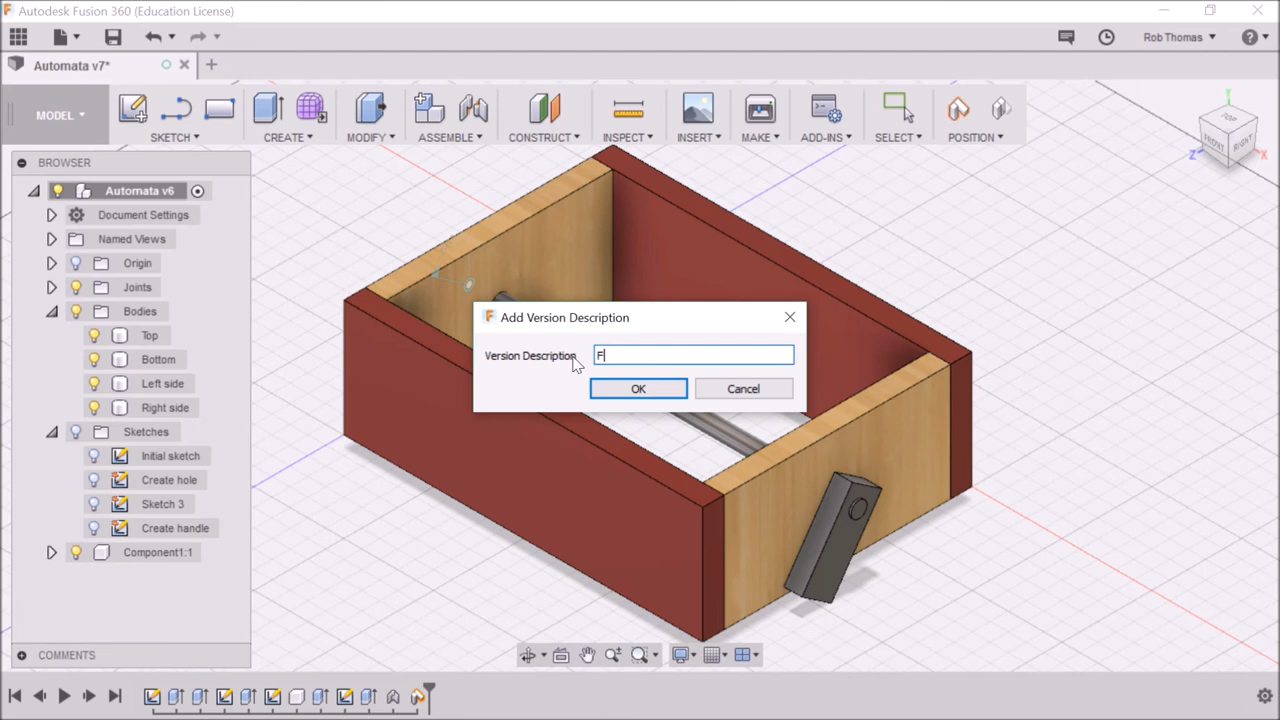 Autodesk Fusion 360 (Education License)
Rob Thomas
Automata v7*
MODEL
SKETCH
CREATE
MODIFY
ASSEMBLE
CONSTRUCT
INSPECT
INSERT
MAKE
ADD-INS
SELECT
POSITION
TOP
FRONT
RIGHT
Y
Z
X
BROWSER
Automata v6
Document Settings
Named Views
Origin
Joints
Bodies
Top
Bottom
Left side
Right side
Sketches
Initial sketch
Create hole
Sketch 3
Create handle
Component1:1
Add Version Description
Version Description F
OK Cancel
COMMENTS